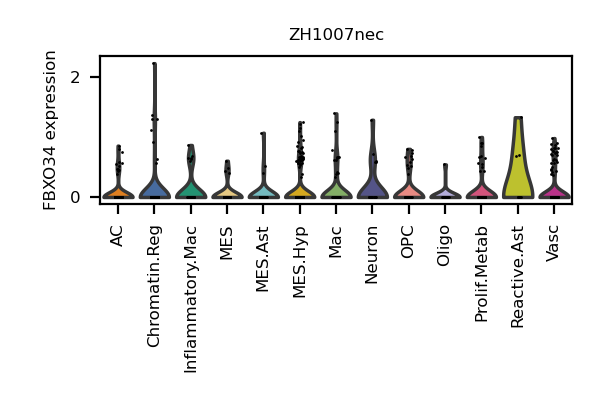 ZH1007nec
FBXO34 expression
2
0
AC
Chromatin.Reg
Inflammatory.Mac
MES
MES.Ast
MES.Hyp
Mac
Neuron
OPC
Oligo
Prolif.Metab
Reactive.Ast
Vasc